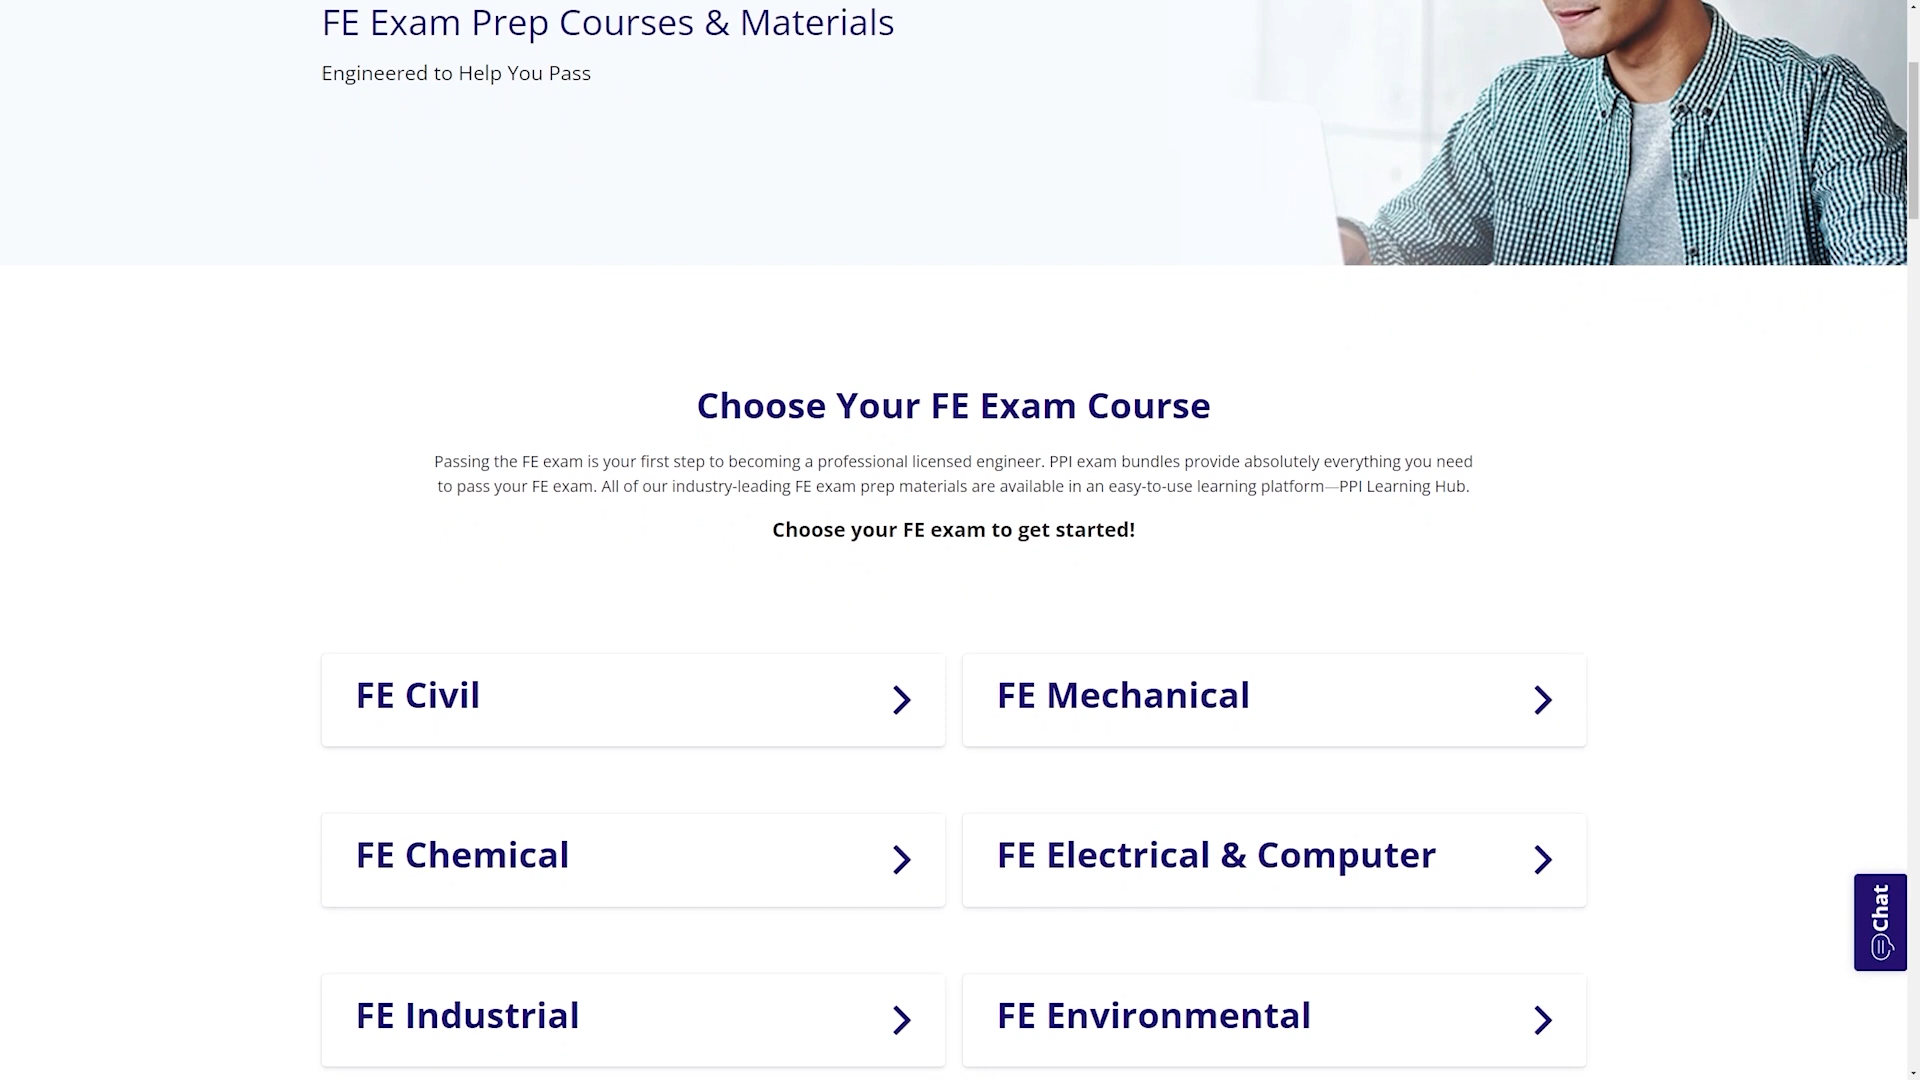 FE Exam Prep Courses & Materials
Engineered to Help You Pass
Choose Your FE Exam Course
Passing the FE exam is your first step to becoming a professional licensed engineer. PPI exam bundles provide absolutely everything you need
to pass your FE exam. All of our industry-leading FE exam prep materials are available in an easy-to-use learning platform—PPI Learning Hub.
Choose your FE exam to get started!
FE Civil
FE Mechanical
FE Chemical
FE Electrical & Computer
Chat
FE Industrial
FE Environmental